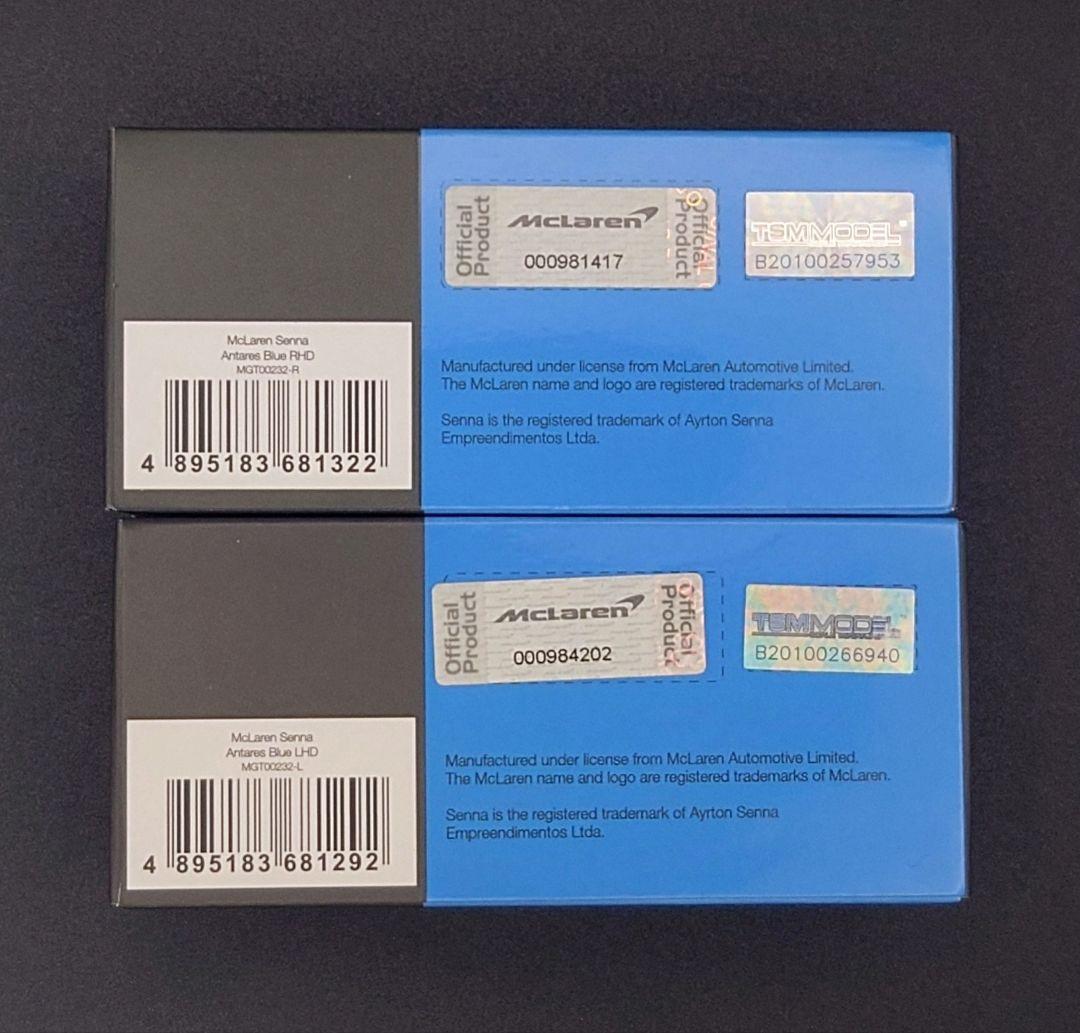 Official
Product
McLaren
000981417
Official
Product
TSMMODEL
B20100257953
McLaren Senna
Antares Blue RHD
MGT00232-R
4 895183 681322
Manufactured under license from McLaren Automotive Limited.
The McLaren name and logo are registered trademarks of McLaren.
Senna is the registered trademark of Ayrton Senna
Empreendimentos Ltda.
Official
Product
McLaren
000984202
Official
Product
TSMMODEL
B20100266940
McLaren Senna
Antares Blue LHD
MGT00232-L
4 895183 681292
Manufactured under license from McLaren Automotive Limited.
The McLaren name and logo are registered trademarks of McLaren.
Senna is the registered trademark of Ayrton Senna
Empreendimentos Ltda.